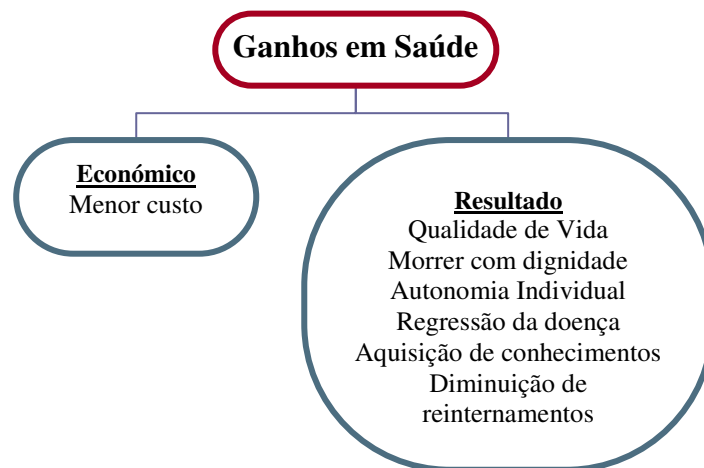 Ganhos em Saúde
Económico
Menor custo
Resultado
Qualidade de Vida
Morrer com dignidade
Autonomia Individual
Regressão da doença
Aquisição de conhecimentos
Diminuição de
reinternamentos